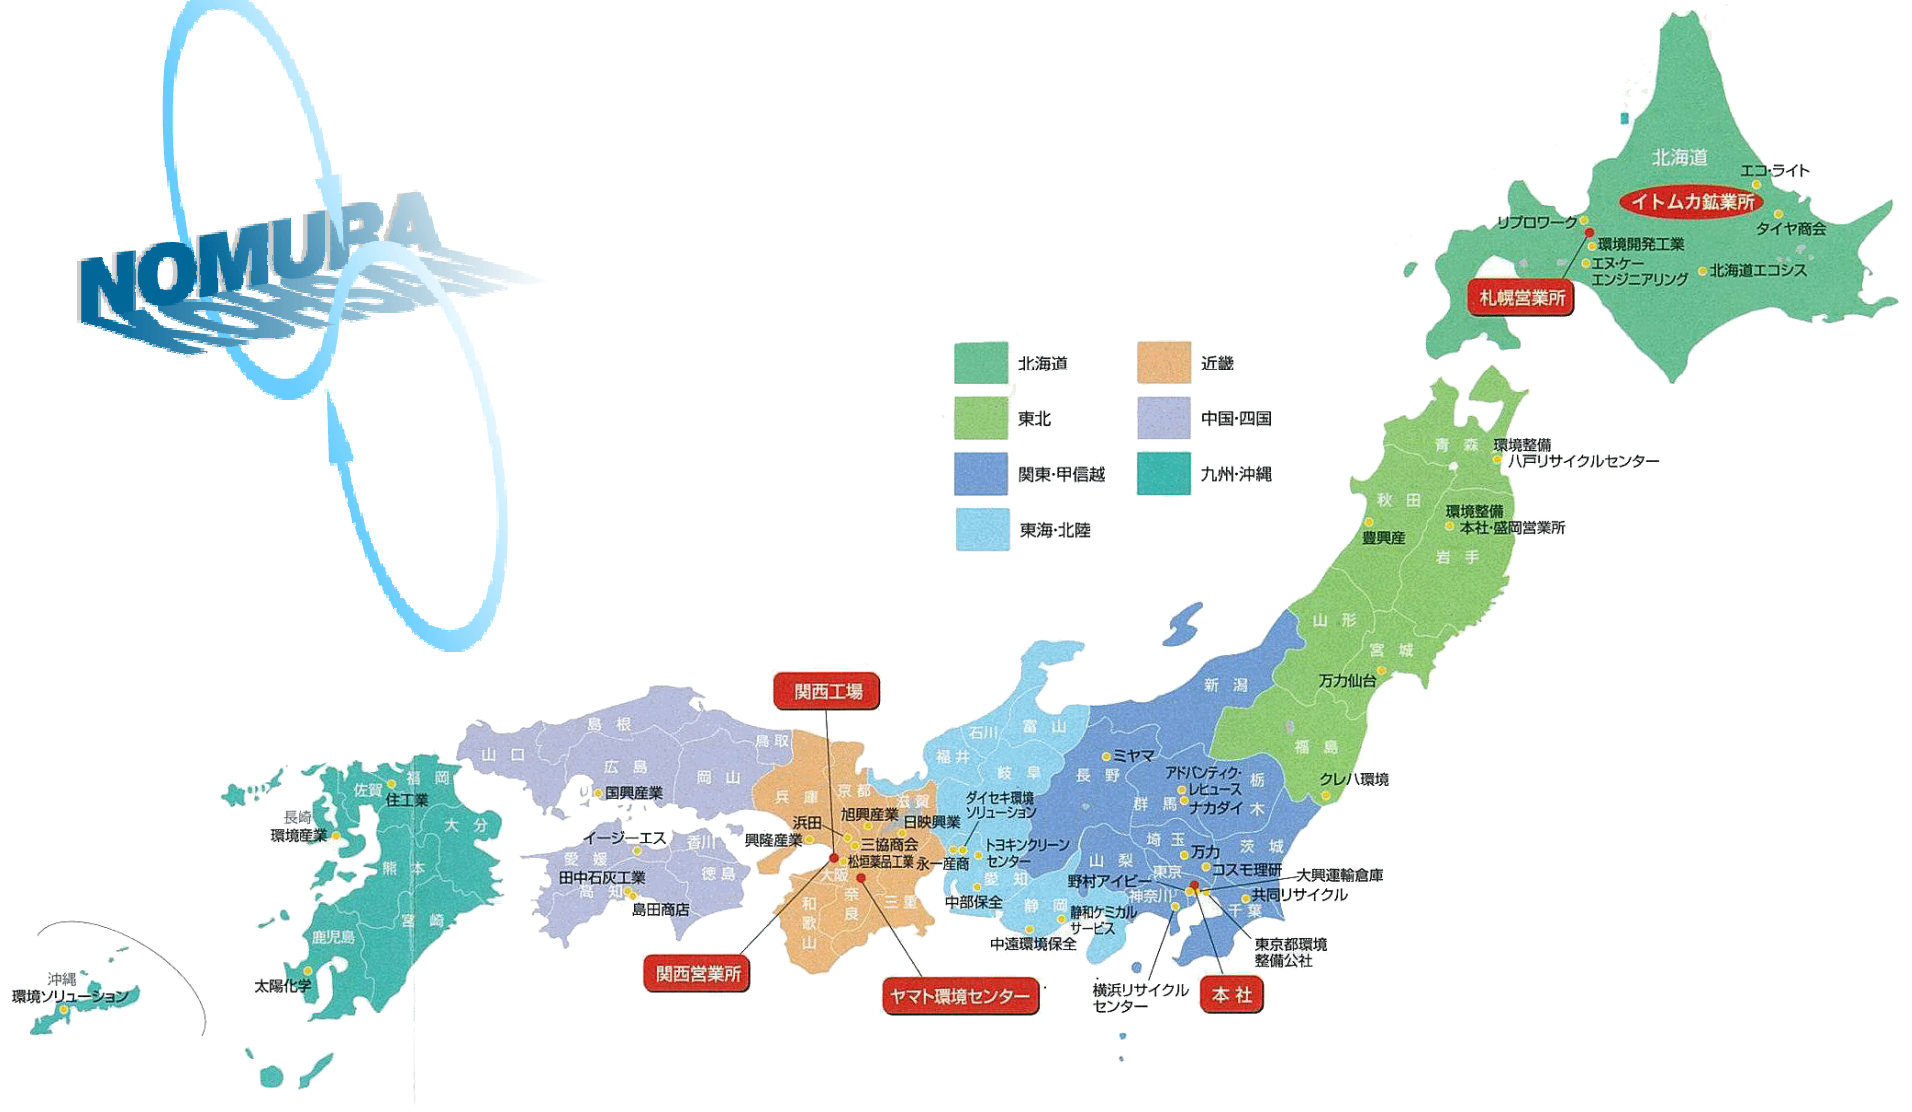 NOMURA
北海道
エコ・ライト
イトムカ鉱業所
リプロワーク
タイヤ商会
環境開発工業
エヌ・ケー
エンジニアリング
北海道エコシス
札幌営業所
北海道
近畿
東北
中国・四国
関東・甲信越
九州・沖縄
東海・北陸
青森
環境整備
八戸リサイクルセンター
秋田
環境整備
本社・盛岡営業所
豊興産
岩手
山形
宮城
万力仙台
福島
クレハ環境
新潟
関西工場
石川
富山
福井
岐阜
長野
ミヤマ
アドバンティク・
レヒュース
ナカダイ
群馬
栃木
茨城
埼玉
万力
山梨
東京
コスモ理研
野村アイビー
大興運輸倉庫
神奈川
共同リサイクル
千葉
東京都環境
整備公社
横浜リサイクル
センター
本社
ダイセキ環境
ソリューション
トヨキンクリーン
センター
愛知
中部保全
静岡
静和ケミカル
サービス
中遠環境保全
島根
鳥取
山口
広島
岡山
国興産業
兵庫
京都
滋賀
旭興産業
浜田
日映興業
興隆産業
三協商会
松垣薬品工業
永一産商
大阪
奈良
三重
和歌山
関西営業所
ヤマト環境センター
イージーエス
香川
愛媛
徳島
田中石灰工業
高知
島田商店
福岡
佐賀
住工業
長崎
環境産業
大分
熊本
宮崎
鹿児島
太陽化学
沖縄
環境ソリューション